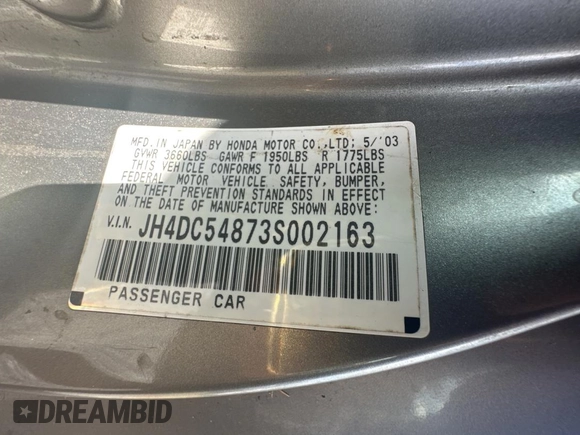 MFD.IN JAPAN BY HONDA MOTOR CO.,LTD; 5/'03
GVWR 3660LBS GAWR F 1950LBS R 1775LBS
THIS VEHICLE CONFORMS TO ALL APPLICABLE
FEDERAL MOTOR VEHICLE SAFETY, BUMPER,
AND THEFT PREVENTION STANDARDS IN EFFECT
ON THE DATE OF MANUFACTURE SHOWN ABOVE:
V.I.N. JH4DC54873S002163
PASSENGER CAR
DREAMBID